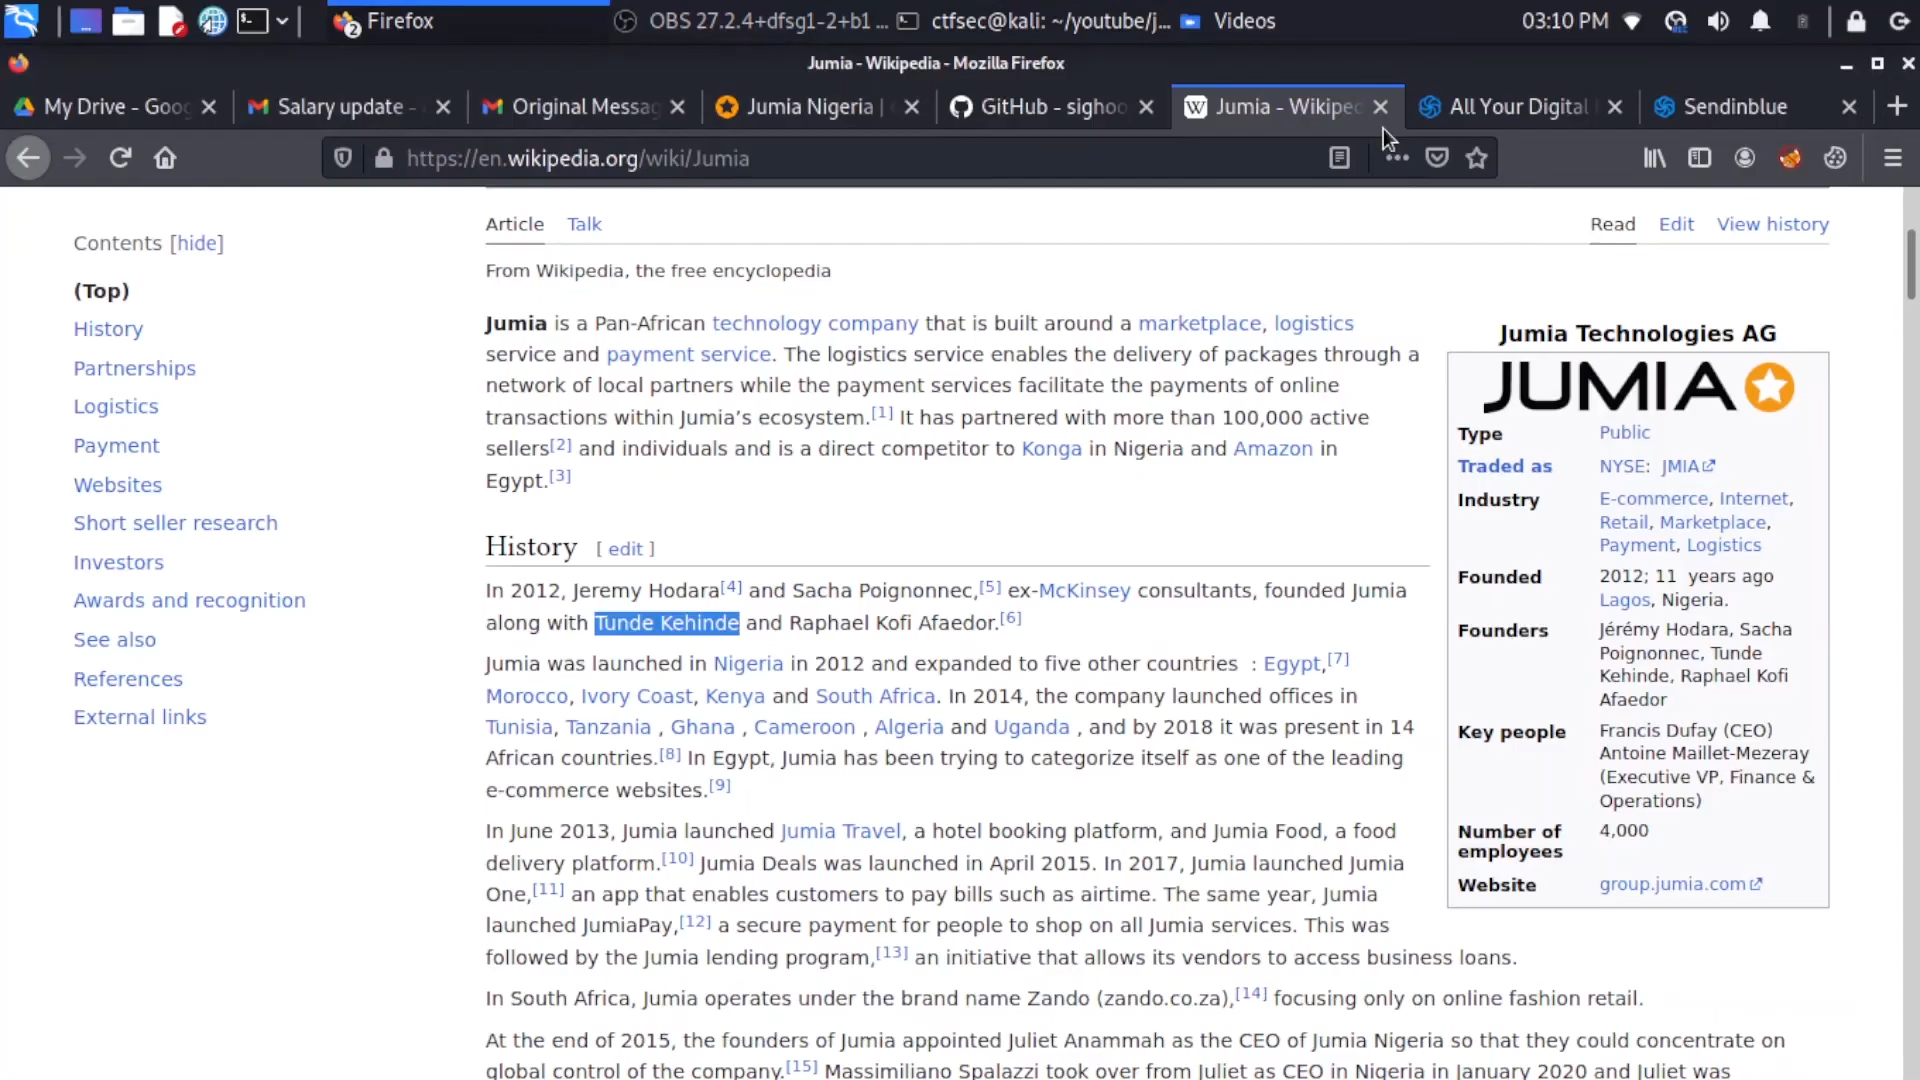 Firefox
2
OBS 27.2.4+dfsg1-2+b1 ...
ctfsec@kali: ~/youtube/j...
Videos
03:10 PM
Jumia - Wikipedia - Mozilla Firefox
My Drive - Goog
Salary update -
Original Messag
Jumia Nigeria |
GitHub - sighoo
Jumia - Wikiped
All Your Digital
Sendinblue
https://en.wikipedia.org/wiki/Jumia
Contents [hide]
(Top)
History
Partnerships
Logistics
Payment
Websites
Short seller research
Investors
Awards and recognition
See also
References
External links
Article Talk
Read Edit View history
From Wikipedia, the free encyclopedia
Jumia is a Pan-African technology company that is built around a marketplace, logistics
service and payment service. The logistics service enables the delivery of packages through a
network of local partners while the payment services facilitate the payments of online
transactions within Jumia’s ecosystem.[1] It has partnered with more than 100,000 active
sellers[2] and individuals and is a direct competitor to Konga in Nigeria and Amazon in
Egypt.[3]
History [ edit ]
In 2012, Jeremy Hodara[4] and Sacha Poignonnec,[5] ex-McKinsey consultants, founded Jumia
along with Tunde Kehinde and Raphael Kofi Afaedor.[6]
Jumia was launched in Nigeria in 2012 and expanded to five other countries : Egypt,[7]
Morocco, Ivory Coast, Kenya and South Africa. In 2014, the company launched offices in
Tunisia, Tanzania , Ghana , Cameroon , Algeria and Uganda , and by 2018 it was present in 14
African countries.[8] In Egypt, Jumia has been trying to categorize itself as one of the leading
e-commerce websites.[9]
In June 2013, Jumia launched Jumia Travel, a hotel booking platform, and Jumia Food, a food
delivery platform.[10] Jumia Deals was launched in April 2015. In 2017, Jumia launched Jumia
One,[11] an app that enables customers to pay bills such as airtime. The same year, Jumia
launched JumiaPay,[12] a secure payment for people to shop on all Jumia services. This was
followed by the Jumia lending program,[13] an initiative that allows its vendors to access business loans.
In South Africa, Jumia operates under the brand name Zando (zando.co.za),[14] focusing only on online fashion retail.
At the end of 2015, the founders of Jumia appointed Juliet Anammah as the CEO of Jumia Nigeria so that they could concentrate on
global control of the company.[15] Massimiliano Spalazzi took over from Juliet as CEO in Nigeria in January 2020 and Juliet was
Jumia Technologies AG
JUMIA
Type Public
Traded as NYSE: JMIA
Industry E-commerce, Internet,
Retail, Marketplace,
Payment, Logistics
Founded 2012; 11 years ago
Lagos, Nigeria.
Founders Jérémy Hodara, Sacha
Poignonnec, Tunde
Kehinde, Raphael Kofi
Afaedor
Key people Francis Dufay (CEO)
Antoine Maillet-Mezeray
(Executive VP, Finance &
Operations)
Number of 4,000
employees
Website group.jumia.com